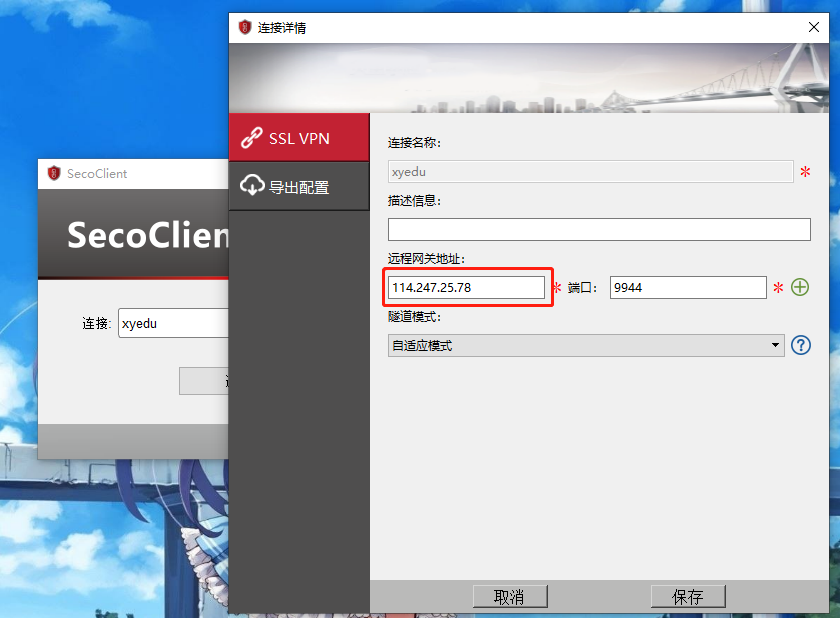 连接详情
SSL VPN
导出配置
连接名称:
xyedu
*
描述信息:
远程网关地址:
114.247.25.78
* 端口: 9944 *
隧道模式:
自适应模式
取消
保存
SecoClient
SecoClien
连接: xyedu